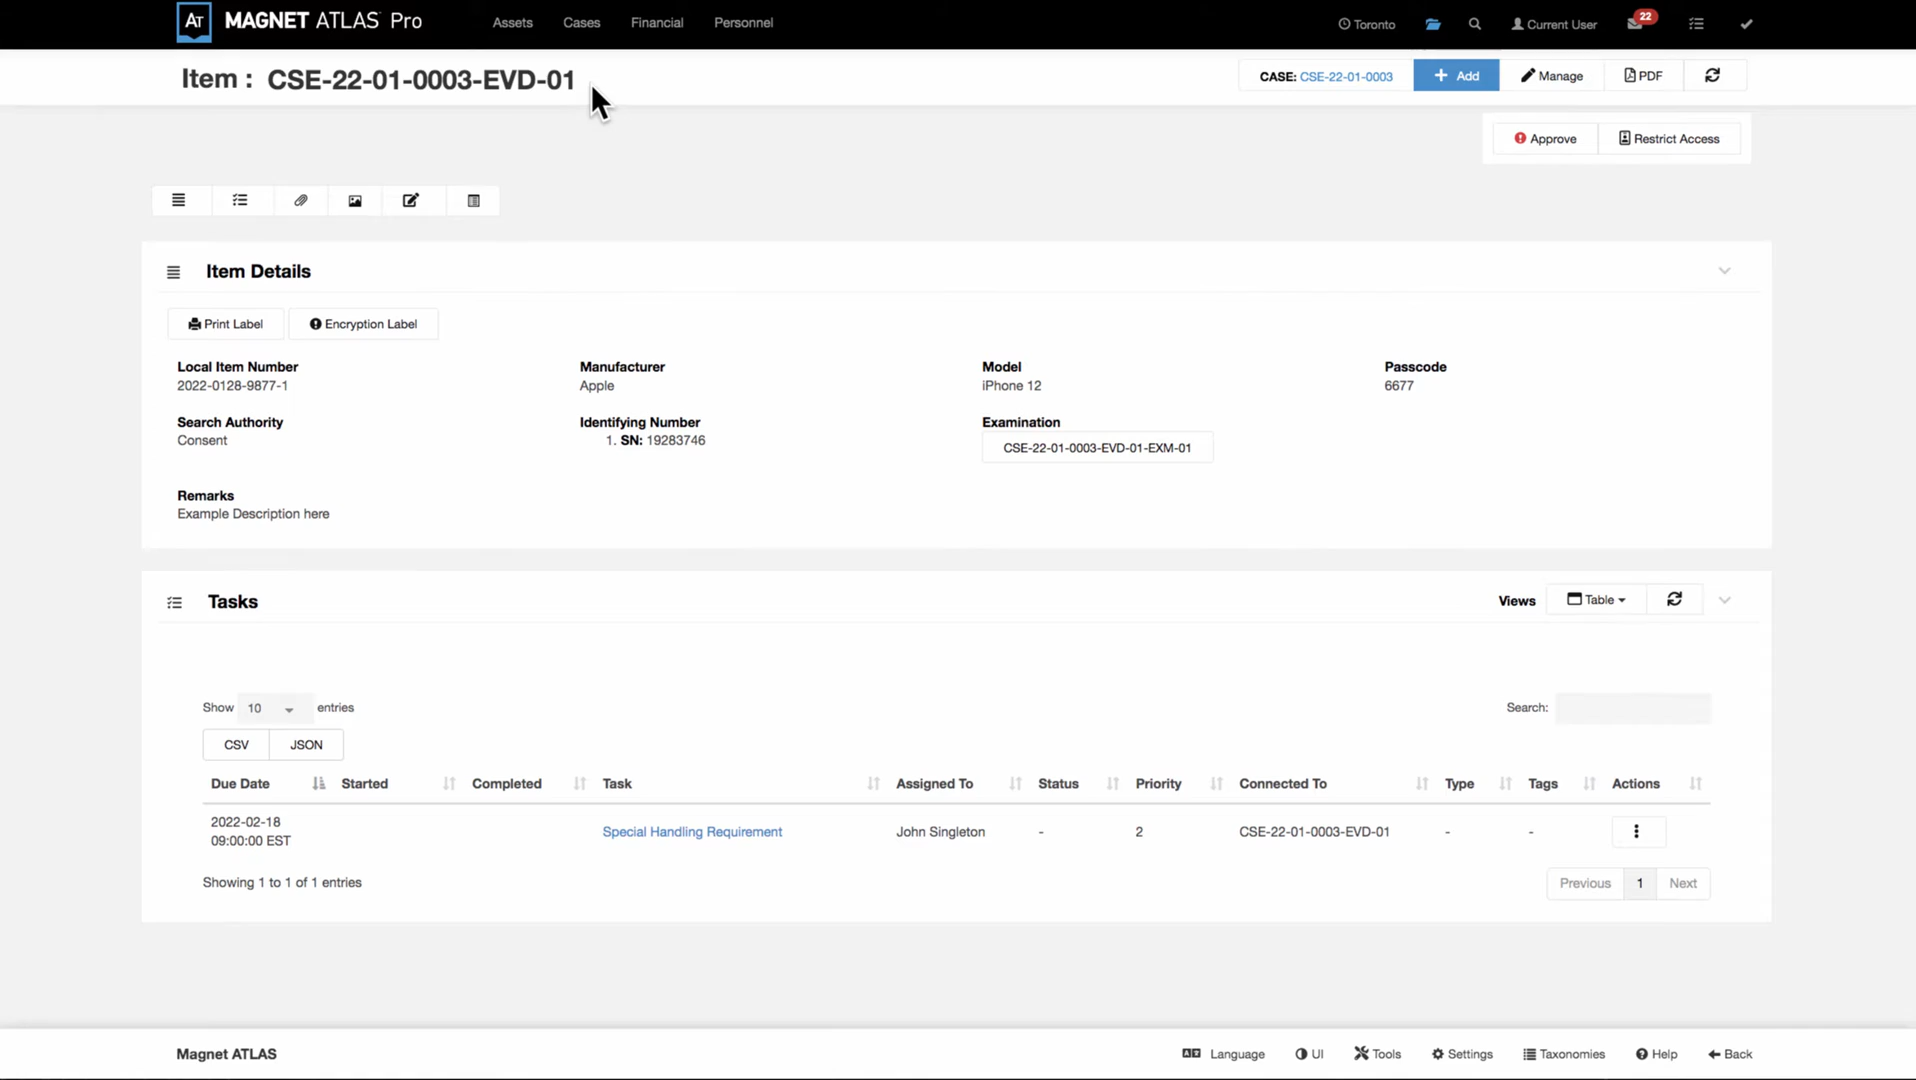 AT MAGNET ATLAS Pro Assets Cases Financial Personnel Toronto Current User 22
Item : CSE-22-01-0003-EVD-01 CASE: CSE-22-01-0003 Add Manage PDF
Approve Restrict Access
Item Details
Print Label Encryption Label
Local Item Number Manufacturer Model Passcode
2022-0128-9877-1 Apple iPhone 12 6677
Search Authority Identifying Number Examination
Consent 1. SN: 19283746 CSE-22-01-0003-EVD-01-EXM-01
Remarks
Example Description here
Tasks Views Table
Show 10 entries Search:
CSV JSON
Due Date Started Completed Task Assigned To Status Priority Connected To Type Tags Actions
2022-02-18
09:00:00 EST Special Handling Requirement John Singleton - 2 CSE-22-01-0003-EVD-01 - -
Showing 1 to 1 of 1 entries Previous 1 Next
Magnet ATLAS Language UI Tools Settings Taxonomies Help Back